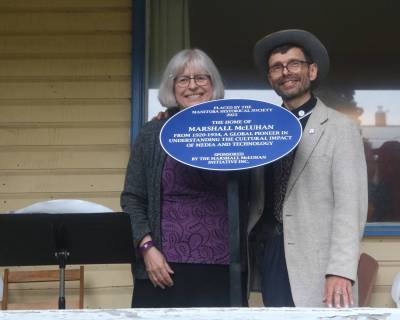 PLACED BY THE
MANITOBA HISTORICAL SOCIETY
2023
THE HOME OF
MARSHALL McLUHAN
FROM 1920-1934, A GLOBAL PIONEER IN
UNDERSTANDING THE CULTURAL IMPACT
OF MEDIA AND TECHNOLOGY
SPONSORED
BY THE MARSHALL McLUHAN
INITIATIVE INC.